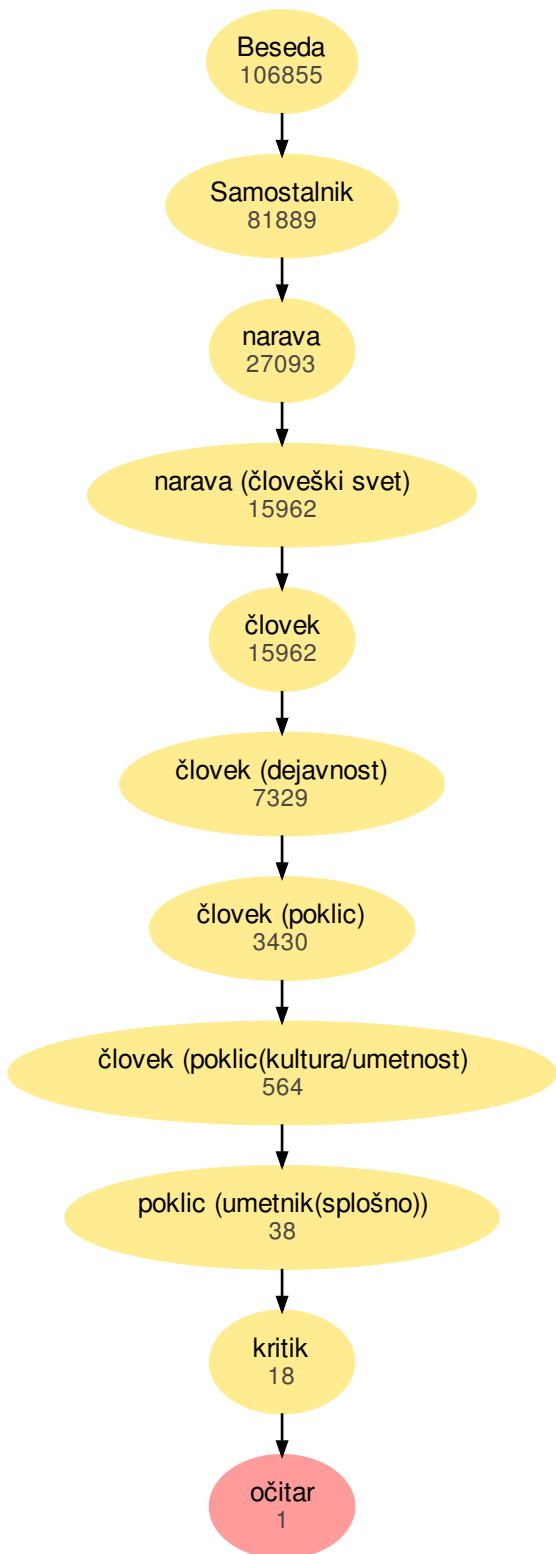 Beseda
106855
Samostalnik
81889
narava
27093
narava (človeški svet)
15962
človek
15962
človek (dejavnost)
7329
človek (poklic)
3430
človek (poklic(kultura/umetnost)
564
poklic (umetnik(splošno))
38
kritik
18
očitar
1